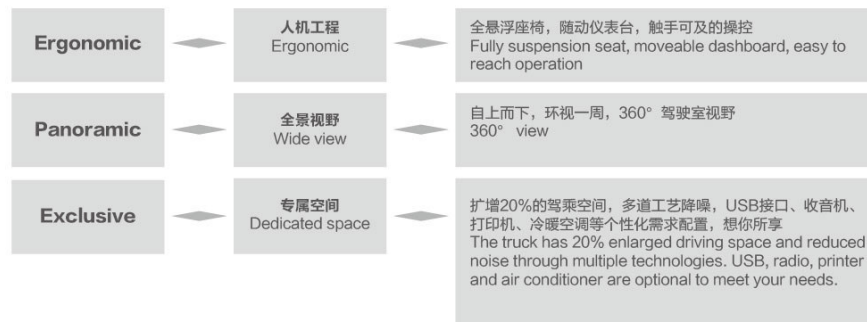 Ergonomic
人机工程
Ergonomic
全悬浮座椅，随动仪表台，触手可及的操控
Fully suspension seat, moveable dashboard, easy to
reach operation
Panoramic
全景视野
Wide view
自上而下，环视一周，360° 驾驶室视野
360° view
Exclusive
专属空间
Dedicated space
扩增20%的驾乘空间，多道工艺降噪，USB接口、收音机、
打印机、冷暖空调等个性化需求配置，想你所享
The truck has 20% enlarged driving space and reduced
noise through multiple technologies. USB, radio, printer
and air conditioner are optional to meet your needs.